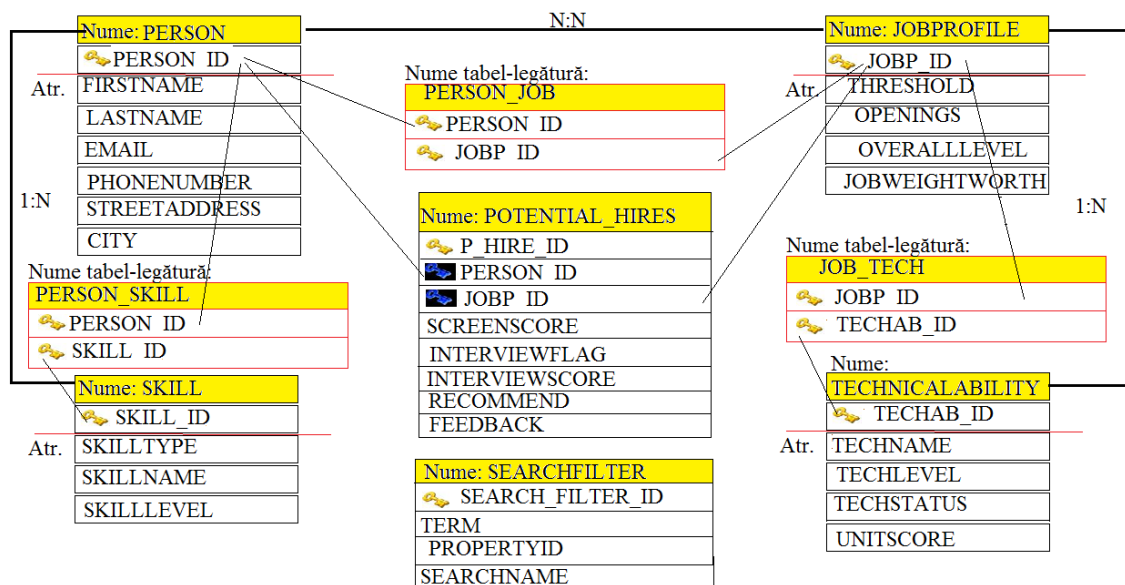 N:N
Nume: PERSON
PERSON_ID
Atr.
FIRSTNAME
LASTNAME
EMAIL
PHONENUMBER
STREETADDRESS
CITY
1:N
Nume tabel-legătură:
PERSON_SKILL
PERSON_ID
SKILL_ID
Nume: SKILL
SKILL_ID
Atr.
SKILLTYPE
SKILLNAME
SKILLLEVEL
Nume tabel-legătură:
PERSON_JOB
PERSON_ID
JOBP_ID
Nume: POTENTIAL_HIRES
P_HIRE_ID
PERSON_ID
JOBP_ID
SCREENSCORE
INTERVIEWFLAG
INTERVIEWSCORE
RECOMMEND
FEEDBACK
Nume: SEARCHFILTER
SEARCH_FILTER_ID
TERM
PROPERTYID
SEARCHNAME
Nume: JOBPROFILE
JOBP_ID
Atr.
THRESHOLD
OPENINGS
OVERALLLEVEL
JOBWEIGHTWORTH
1:N
Nume tabel-legătură:
JOB_TECH
JOBP_ID
TECHAB_ID
Nume:
TECHNICALABILITY
TECHAB_ID
Atr.
TECHNAME
TECHLEVEL
TECHSTATUS
UNITSCORE